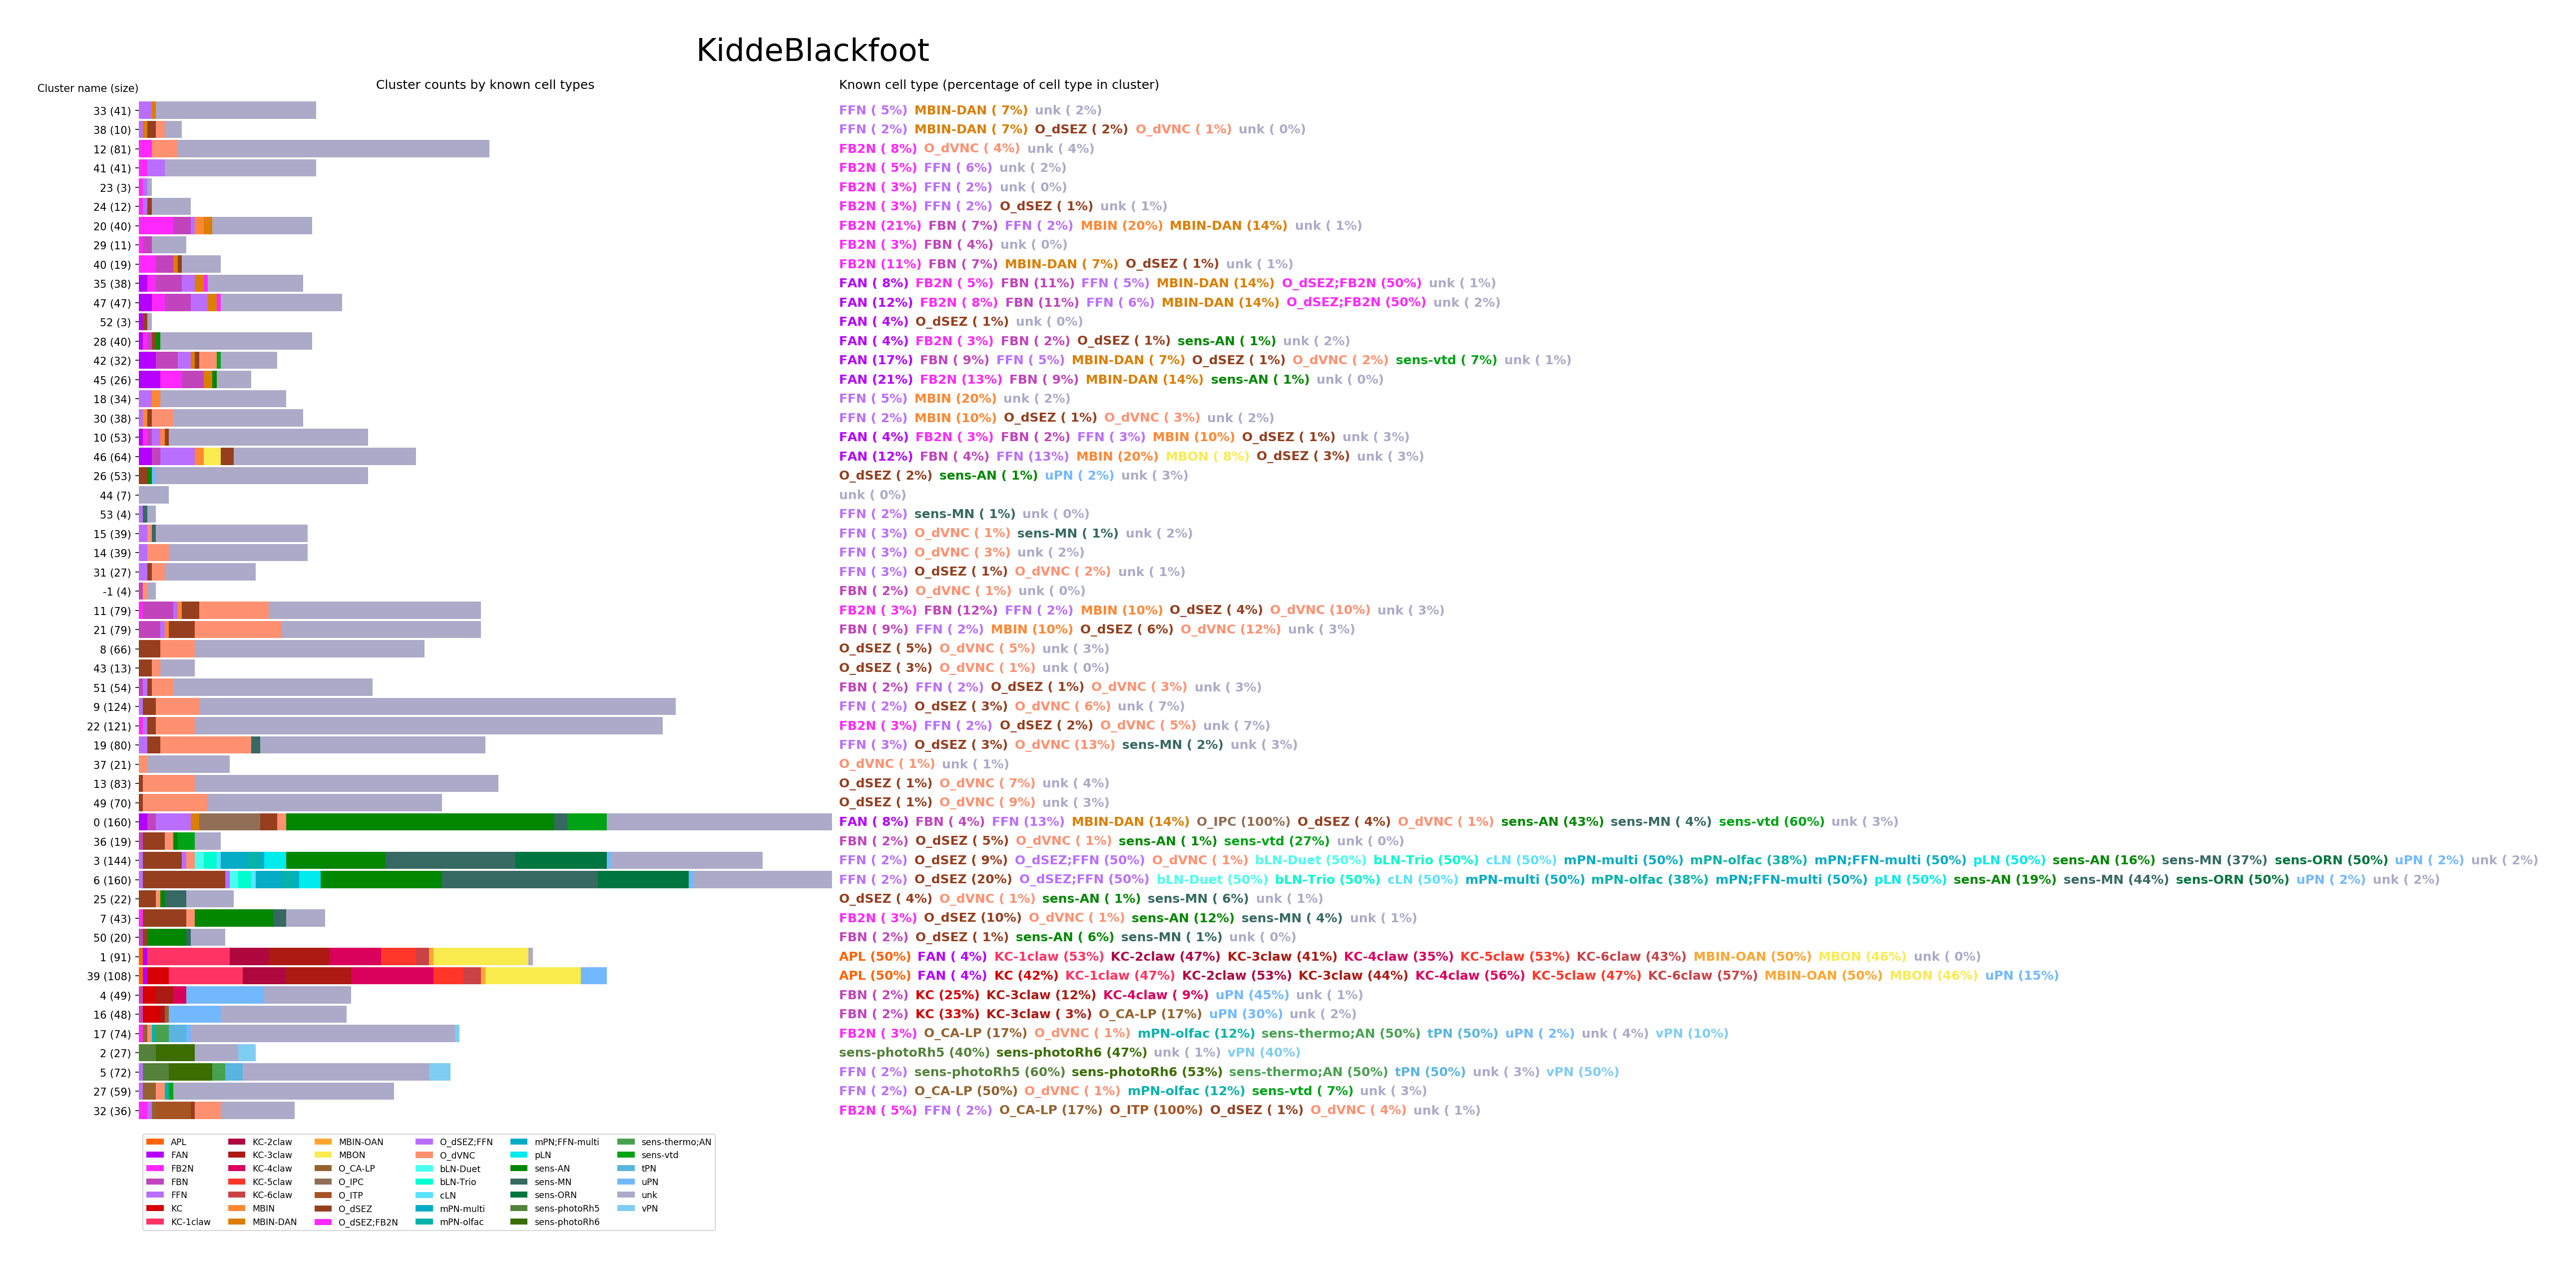 KiddeBlackfoot
Cluster name (size)
Cluster counts by known cell types
Known cell type (percentage of cell type in cluster)
33 (41) FFN ( 5%) MBIN-DAN ( 7%) unk ( 2%)
38 (10) FFN ( 2%) MBIN-DAN ( 7%) O_dSEZ ( 2%) O_dVNC ( 1%) unk ( 0%)
12 (81) FB2N ( 8%) O_dVNC ( 4%) unk ( 4%)
41 (41) FB2N ( 5%) FFN ( 6%) unk ( 2%)
23 (3) FB2N ( 3%) FFN ( 2%) unk ( 0%)
24 (12) FB2N ( 3%) FFN ( 2%) O_dSEZ ( 1%) unk ( 1%)
20 (40) FB2N (21%) FBN ( 7%) FFN ( 2%) MBIN (20%) MBIN-DAN (14%) unk ( 1%)
29 (11) FB2N ( 3%) FBN ( 4%) unk ( 0%)
40 (19) FB2N (11%) FBN ( 7%) MBIN-DAN ( 7%) O_dSEZ ( 1%) unk ( 1%)
35 (38) FAN ( 8%) FB2N ( 5%) FBN (11%) FFN ( 5%) MBIN-DAN (14%) O_dSEZ;FB2N (50%) unk ( 1%)
47 (47) FAN (12%) FB2N ( 8%) FBN (11%) FFN ( 6%) MBIN-DAN (14%) O_dSEZ;FB2N (50%) unk ( 2%)
52 (3) FAN ( 4%) O_dSEZ ( 1%) unk ( 0%)
28 (40) FAN ( 4%) FB2N ( 3%) FBN ( 2%) O_dSEZ ( 1%) sens-AN ( 1%) unk ( 2%)
42 (32) FAN (17%) FBN ( 9%) FFN ( 5%) MBIN-DAN ( 7%) O_dSEZ ( 1%) O_dVNC ( 2%) sens-vtd ( 7%) unk ( 1%)
45 (26) FAN (21%) FB2N (13%) FBN ( 9%) MBIN-DAN (14%) sens-AN ( 1%) unk ( 0%)
18 (34) FFN ( 5%) MBIN (20%) unk ( 2%)
30 (38) FFN ( 2%) MBIN (10%) O_dSEZ ( 1%) O_dVNC ( 3%) unk ( 2%)
10 (53) FAN ( 4%) FB2N ( 3%) FBN ( 2%) FFN ( 3%) MBIN (10%) O_dSEZ ( 1%) unk ( 3%)
46 (64) FAN (12%) FBN ( 4%) FFN (13%) MBIN (20%) MBON ( 8%) O_dSEZ ( 3%) unk ( 3%)
26 (53) O_dSEZ ( 2%) sens-AN ( 1%) uPN ( 2%) unk ( 3%)
44 (7) unk ( 0%)
53 (4) FFN ( 2%) sens-MN ( 1%) unk ( 0%)
15 (39) FFN ( 3%) O_dVNC ( 1%) sens-MN ( 1%) unk ( 2%)
14 (39) FFN ( 3%) O_dVNC ( 3%) unk ( 2%)
31 (27) FFN ( 3%) O_dSEZ ( 1%) O_dVNC ( 2%) unk ( 1%)
-1 (4) FBN ( 2%) O_dVNC ( 1%) unk ( 0%)
11 (79) FB2N ( 3%) FBN (12%) FFN ( 2%) MBIN (10%) O_dSEZ ( 4%) O_dVNC (10%) unk ( 3%)
21 (79) FBN ( 9%) FFN ( 2%) MBIN (10%) O_dSEZ ( 6%) O_dVNC (12%) unk ( 3%)
8 (66) O_dSEZ ( 5%) O_dVNC ( 5%) unk ( 3%)
43 (13) O_dSEZ ( 3%) O_dVNC ( 1%) unk ( 0%)
51 (54) FBN ( 2%) FFN ( 2%) O_dSEZ ( 1%) O_dVNC ( 3%) unk ( 3%)
9 (124) FFN ( 2%) O_dSEZ ( 3%) O_dVNC ( 6%) unk ( 7%)
22 (121) FB2N ( 3%) FFN ( 2%) O_dSEZ ( 2%) O_dVNC ( 5%) unk ( 7%)
19 (80) FFN ( 3%) O_dSEZ ( 3%) O_dVNC (13%) sens-MN ( 2%) unk ( 3%)
37 (21) O_dVNC ( 1%) unk ( 1%)
13 (83) O_dSEZ ( 1%) O_dVNC ( 7%) unk ( 4%)
49 (70) O_dSEZ ( 1%) O_dVNC ( 9%) unk ( 3%)
0 (160) FAN ( 8%) FBN ( 4%) FFN (13%) MBIN-DAN (14%) O_IPC (100%) O_dSEZ ( 4%) O_dVNC ( 1%) sens-AN (43%) sens-MN ( 4%) sens-vtd (60%) unk ( 3%)
36 (19) FBN ( 2%) O_dSEZ ( 5%) O_dVNC ( 1%) sens-AN ( 1%) sens-vtd (27%) unk ( 0%)
3 (144) FFN ( 2%) O_dSEZ ( 9%) O_dSEZ;FFN (50%) O_dVNC ( 1%) bLN-Duet (50%) bLN-Trio (50%) cLN (50%) mPN-multi (50%) mPN-olfac (38%) mPN;FFN-multi (50%) pLN (50%) sens-AN (16%) sens-MN (37%) sens-ORN (50%) uPN ( 2%) unk ( 2%)
6 (160) FFN ( 2%) O_dSEZ (20%) O_dSEZ;FFN (50%) bLN-Duet (50%) bLN-Trio (50%) cLN (50%) mPN-multi (50%) mPN-olfac (38%) mPN;FFN-multi (50%) pLN (50%) sens-AN (19%) sens-MN (44%) sens-ORN (50%) uPN ( 2%) unk ( 2%)
25 (22) O_dSEZ ( 4%) O_dVNC ( 1%) sens-AN ( 1%) sens-MN ( 6%) unk ( 1%)
7 (43) FB2N ( 3%) O_dSEZ (10%) O_dVNC ( 1%) sens-AN (12%) sens-MN ( 4%) unk ( 1%)
50 (20) FBN ( 2%) O_dSEZ ( 1%) sens-AN ( 6%) sens-MN ( 1%) unk ( 0%)
1 (91) APL (50%) FAN ( 4%) KC-1claw (53%) KC-2claw (47%) KC-3claw (41%) KC-4claw (35%) KC-5claw (53%) KC-6claw (43%) MBIN-OAN (50%) MBON (46%) unk ( 0%)
39 (108) APL (50%) FAN ( 4%) KC (42%) KC-1claw (47%) KC-2claw (53%) KC-3claw (44%) KC-4claw (56%) KC-5claw (47%) KC-6claw (57%) MBIN-OAN (50%) MBON (46%) uPN (15%)
4 (49) FBN ( 2%) KC (25%) KC-3claw (12%) KC-4claw ( 9%) uPN (45%) unk ( 1%)
16 (48) FBN ( 2%) KC (33%) KC-3claw ( 3%) O_CA-LP (17%) uPN (30%) unk ( 2%)
17 (74) FB2N ( 3%) O_CA-LP (17%) O_dVNC ( 1%) mPN-olfac (12%) sens-thermo;AN (50%) tPN (50%) uPN ( 2%) unk ( 4%) vPN (10%)
2 (27) sens-photoRh5 (40%) sens-photoRh6 (47%) unk ( 1%) vPN (40%)
5 (72) FFN ( 2%) sens-photoRh5 (60%) sens-photoRh6 (53%) sens-thermo;AN (50%) tPN (50%) unk ( 3%) vPN (50%)
27 (59) FFN ( 2%) O_CA-LP (50%) O_dVNC ( 1%) mPN-olfac (12%) sens-vtd ( 7%) unk ( 3%)
32 (36) FB2N ( 5%) FFN ( 2%) O_CA-LP (17%) O_ITP (100%) O_dSEZ ( 1%) O_dVNC ( 4%) unk ( 1%)
APL KC-2claw MBIN-OAN O_dSEZ;FFN mPN;FFN-multi sens-thermo;AN
FAN KC-3claw MBON O_dVNC pLN sens-vtd
FB2N KC-4claw O_CA-LP bLN-Duet sens-AN tPN
FBN KC-5claw O_IPC bLN-Trio sens-MN uPN
FFN KC-6claw O_ITP cLN sens-ORN unk
KC MBIN O_dSEZ mPN-multi sens-photoRh5 vPN
KC-1claw MBIN-DAN O_dSEZ;FB2N mPN-olfac sens-photoRh6